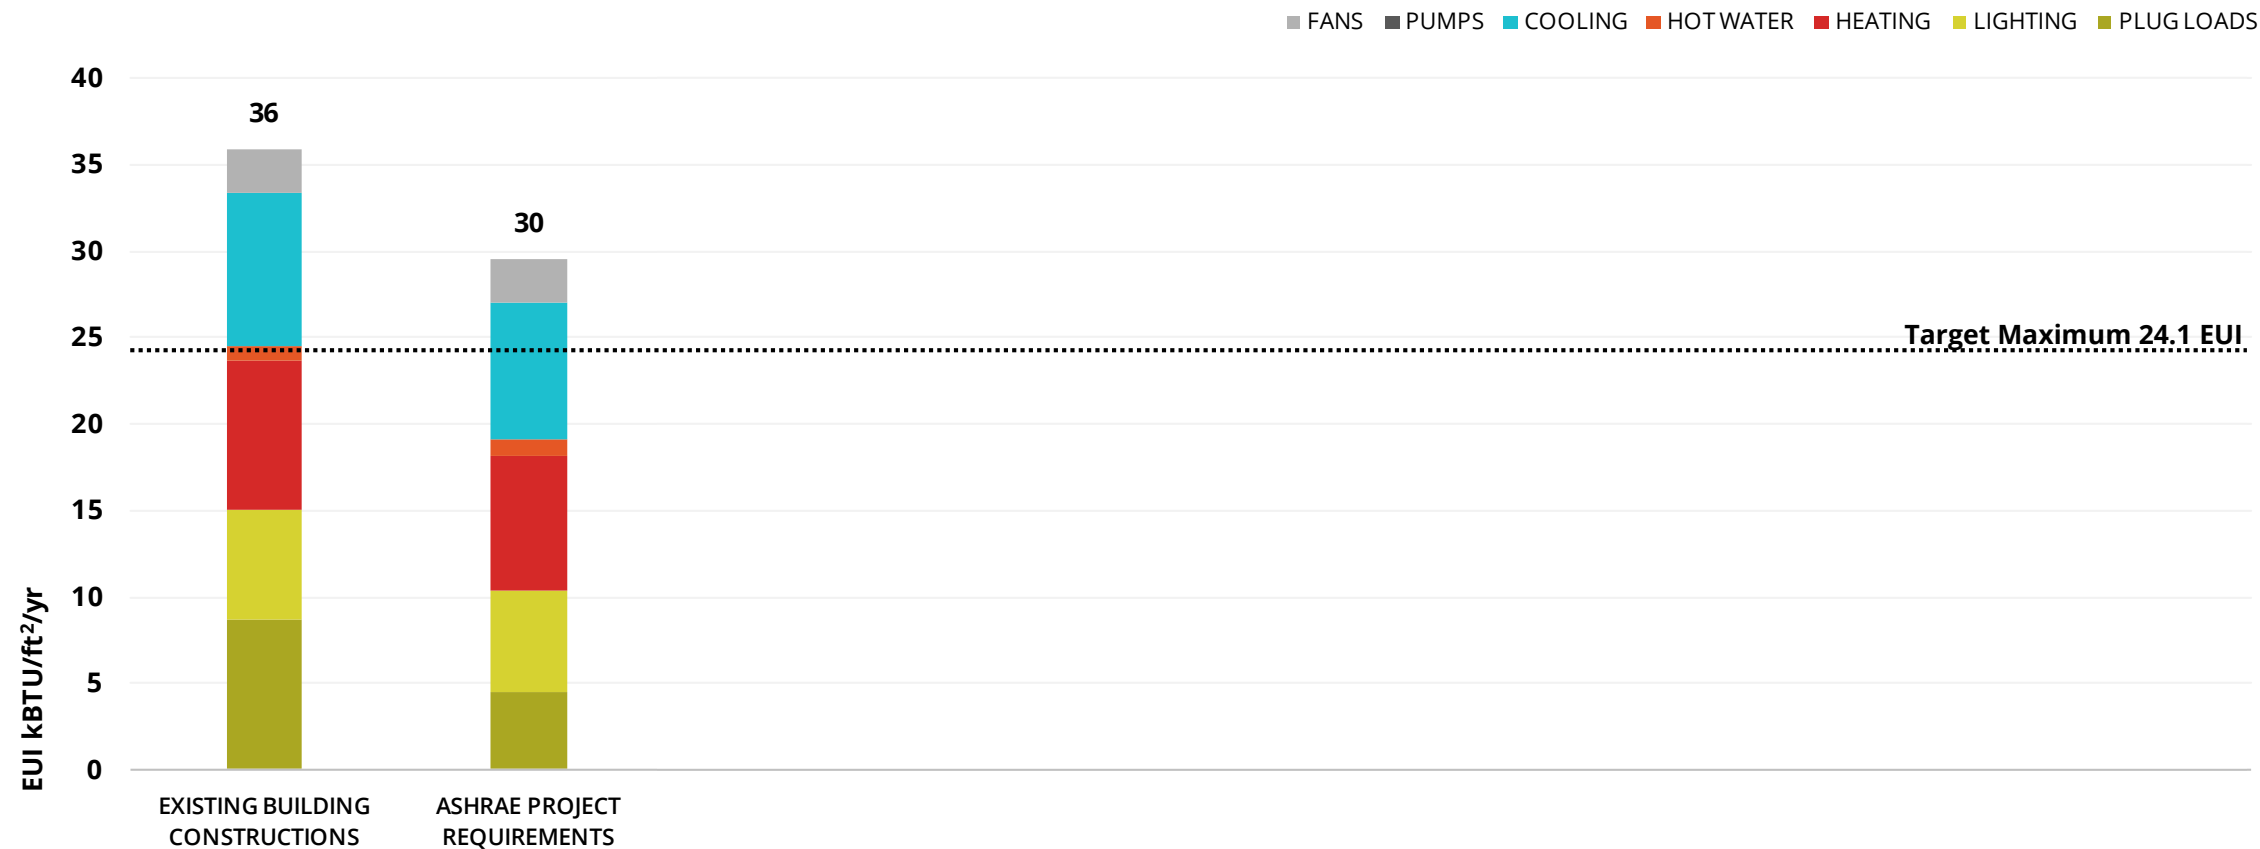 FANS PUMPS COOLING HOT WATER HEATING LIGHTING PLUG LOADS
40
36
35
30
30
25
Target Maximum 24.1 EUI
20
15
10
5
0
EUI kBTU/ft²/yr
EXISTING BUILDING
CONSTRUCTIONS
ASHRAE PROJECT
REQUIREMENTS